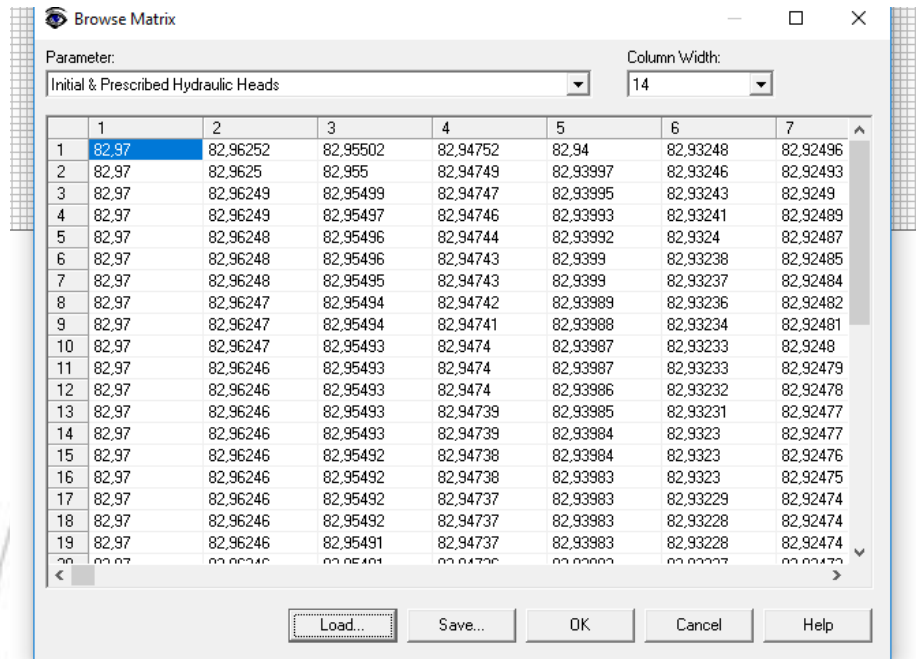 Browse Matrix
Parameter: Column Width:
Initial & Prescribed Hydraulic Heads 14
1 2 3 4 5 6 7
1 82,97 82,96252 82,95502 82,94752 82,94 82,93248 82,92496
2 82,97 82,9625 82,955 82,94749 82,93997 82,93246 82,92493
3 82,97 82,96249 82,95499 82,94747 82,93995 82,93243 82,9249
4 82,97 82,96249 82,95497 82,94746 82,93993 82,93241 82,92489
5 82,97 82,96248 82,95496 82,94744 82,93992 82,9324 82,92487
6 82,97 82,96248 82,95496 82,94743 82,9399 82,93238 82,92485
7 82,97 82,96248 82,95495 82,94743 82,9399 82,93237 82,92484
8 82,97 82,96247 82,95494 82,94742 82,93989 82,93236 82,92482
9 82,97 82,96247 82,95494 82,94741 82,93988 82,93234 82,92481
10 82,97 82,96247 82,95493 82,9474 82,93987 82,93233 82,9248
11 82,97 82,96246 82,95493 82,9474 82,93987 82,93233 82,92479
12 82,97 82,96246 82,95493 82,9474 82,93986 82,93232 82,92478
13 82,97 82,96246 82,95493 82,94739 82,93985 82,93231 82,92477
14 82,97 82,96246 82,95493 82,94739 82,93984 82,9323 82,92477
15 82,97 82,96246 82,95492 82,94738 82,93984 82,9323 82,92476
16 82,97 82,96246 82,95492 82,94738 82,93983 82,9323 82,92475
17 82,97 82,96246 82,95492 82,94737 82,93983 82,93229 82,92474
18 82,97 82,96246 82,95492 82,94737 82,93983 82,93228 82,92474
19 82,97 82,96246 82,95491 82,94737 82,93983 82,93228 82,92474
Load... Save... OK Cancel Help